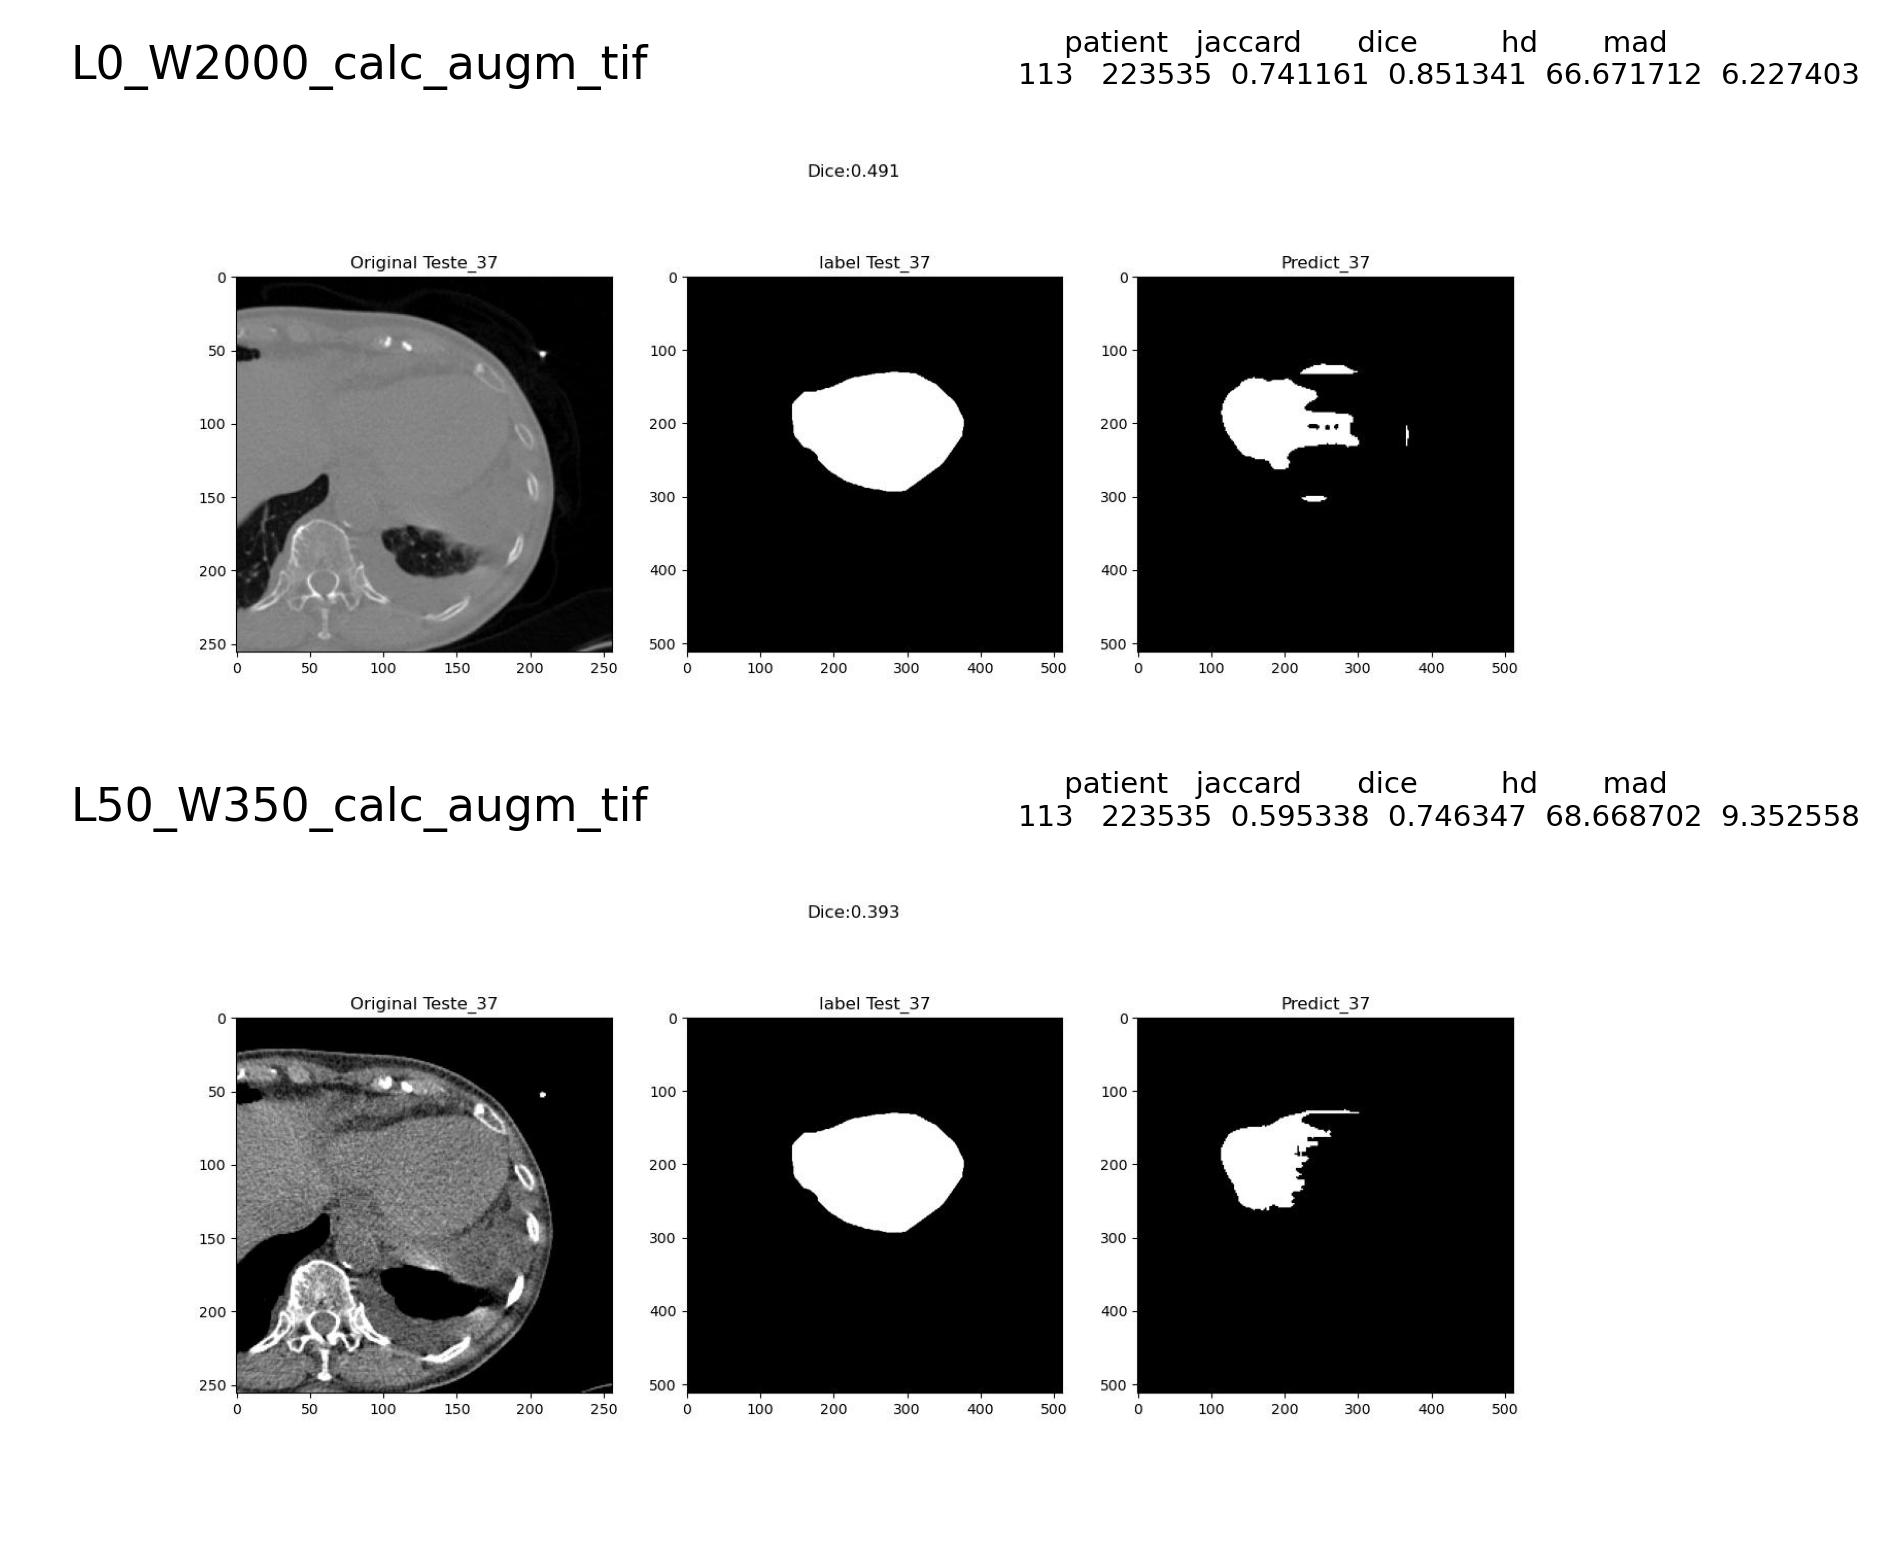 L0_W2000_calc_augm_tif
patient jaccard dice hd mad
113 223535 0.741161 0.851341 66.671712 6.227403
Dice:0.491
Original Teste_37
0
50
100
150
200
250
0 50 100 150 200 250
label Test_37
0
100
200
300
400
500
0 100 200 300 400 500
Predict_37
0
100
200
300
400
500
0 100 200 300 400 500
L50_W350_calc_augm_tif
patient jaccard dice hd mad
113 223535 0.595338 0.746347 68.668702 9.352558
Dice:0.393
Original Teste_37
0
50
100
150
200
250
0 50 100 150 200 250
label Test_37
0
100
200
300
400
500
0 100 200 300 400 500
Predict_37
0
100
200
300
400
500
0 100 200 300 400 500